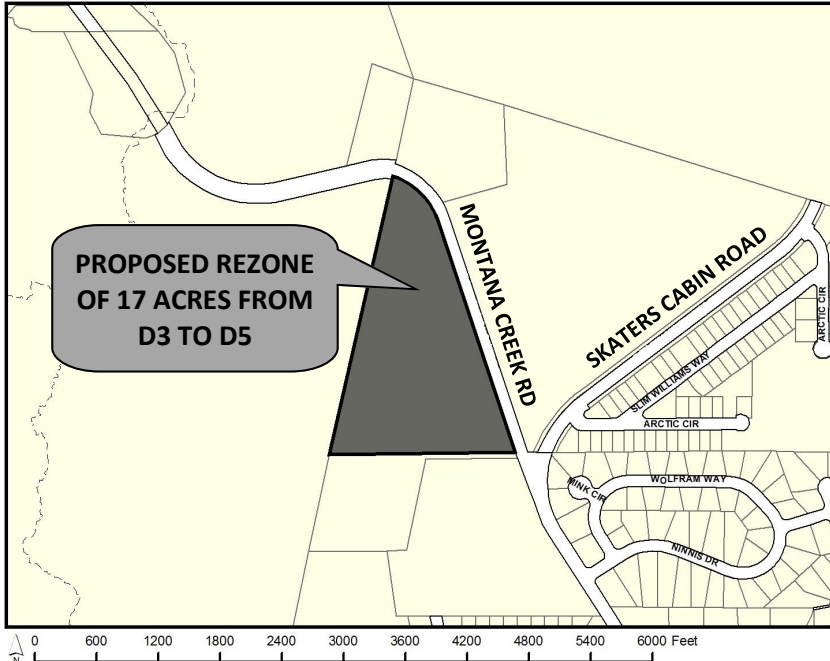 PROPOSED REZONE
OF 17 ACRES FROM
D3 TO D5
MONTANA CREEK RD
SKATERS CABIN ROAD
ARCTIC CIR
SLIM WILLIAMS WAY
ARCTIC CIR
MINK CIR
WOLFRAM WAY
NINNIS DR
N
0 600 1200 1800 2400 3000 3600 4200 4800 5400 6000 Feet